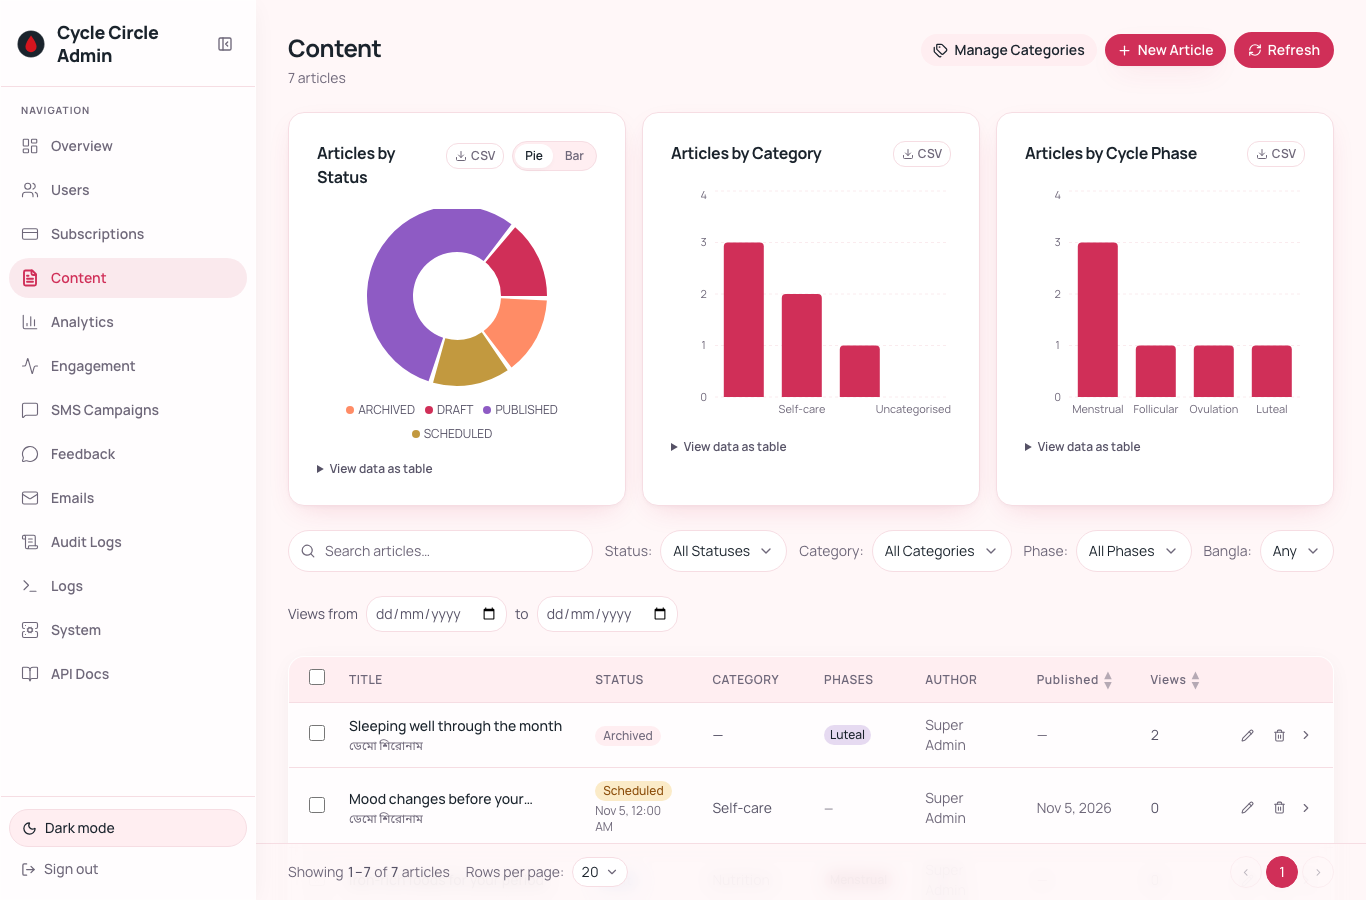 Cycle Circle
Admin
NAVIGATION
Overview
Users
Subscriptions
Content
Analytics
Engagement
SMS Campaigns
Feedback
Emails
Audit Logs
Logs
System
API Docs
Dark mode
Sign out
Content
7 articles
Manage Categories
New Article
Refresh
Articles by
Status
CSV
Pie
Bar
ARCHIVED
DRAFT
PUBLISHED
SCHEDULED
View data as table
Articles by Category
CSV
4
3
2
1
0
Self-care
Uncategorised
View data as table
Articles by Cycle Phase
CSV
4
3
2
1
0
Menstrual
Follicular
Ovulation
Luteal
View data as table
Search articles…
Status:
All Statuses
Category:
All Categories
Phase:
All Phases
Bangla:
Any
Views from
dd/mm/yyyy
to
dd/mm/yyyy
TITLE
STATUS
CATEGORY
PHASES
AUTHOR
Published
Views
Sleeping well through the month
ডেমো শিরোনাম
Archived
—
Luteal
Super
Admin
—
2
Mood changes before your…
ডেমো শিরোনাম
Scheduled
Nov 5, 12:00
AM
Self-care
—
Super
Admin
Nov 5, 2026
0
Showing 1–7 of 7 articles
Rows per page:
20
1